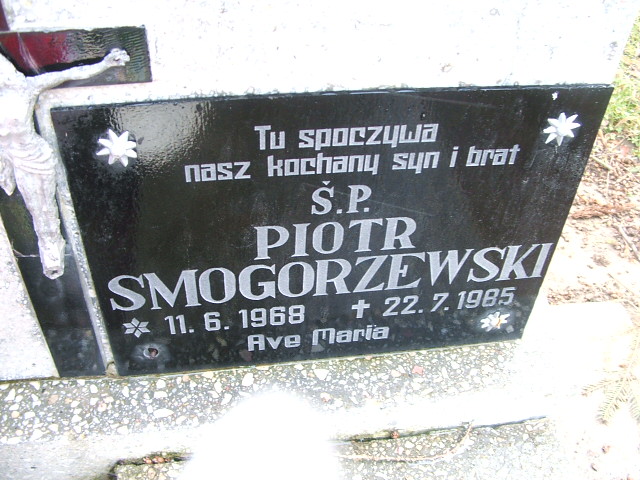 Tu spoczywa
nasz kochany syn i brat
Ś.P.
PIOTR
SMOGORZEWSKI
11. 6. 1968 ✝ 22. 7. 1985
Ave Maria